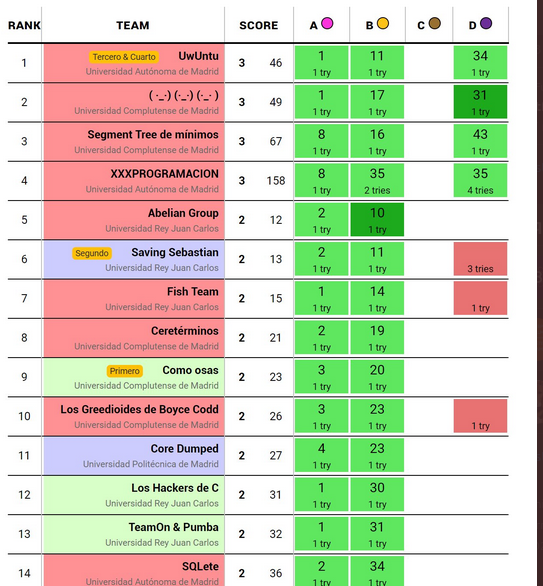 RANK TEAM SCORE A B C D
1 Tercero & Cuarto UwUntu 3 46 1 11 34
Universidad Autónoma de Madrid 1 try 1 try 1 try
2 ( ·_·) (·_·) (·_· ) 3 49 1 17 31
Universidad Complutense de Madrid 1 try 1 try 1 try
3 Segment Tree de mínimos 3 67 8 16 43
Universidad Complutense de Madrid 1 try 1 try 1 try
4 XXXPROGRAMACION 3 158 8 35 35
Universidad Autónoma de Madrid 1 try 2 tries 4 tries
5 Abelian Group 2 12 2 10
Universidad Rey Juan Carlos 1 try 1 try
6 Segundo Saving Sebastian 2 13 2 11
Universidad Rey Juan Carlos 1 try 1 try 3 tries
7 Fish Team 2 15 1 14
Universidad Rey Juan Carlos 1 try 1 try 1 try
8 Ceretérminos 2 21 2 19
Universidad Complutense de Madrid 1 try 1 try
9 Primero Como osas 2 23 3 20
Universidad Complutense de Madrid 1 try 1 try
10 Los Greedioides de Boyce Codd 2 26 3 23
Universidad Complutense de Madrid 1 try 1 try 1 try
11 Core Dumped 2 27 4 23
Universidad Politécnica de Madrid 1 try 1 try
12 Los Hackers de C 2 31 1 30
Universidad Rey Juan Carlos 1 try 1 try
13 TeamOn & Pumba 2 32 1 31
Universidad Rey Juan Carlos 1 try 1 try
14 SQLete 2 36 2 34
Universidad Autónoma de Madrid 1 try 1 try